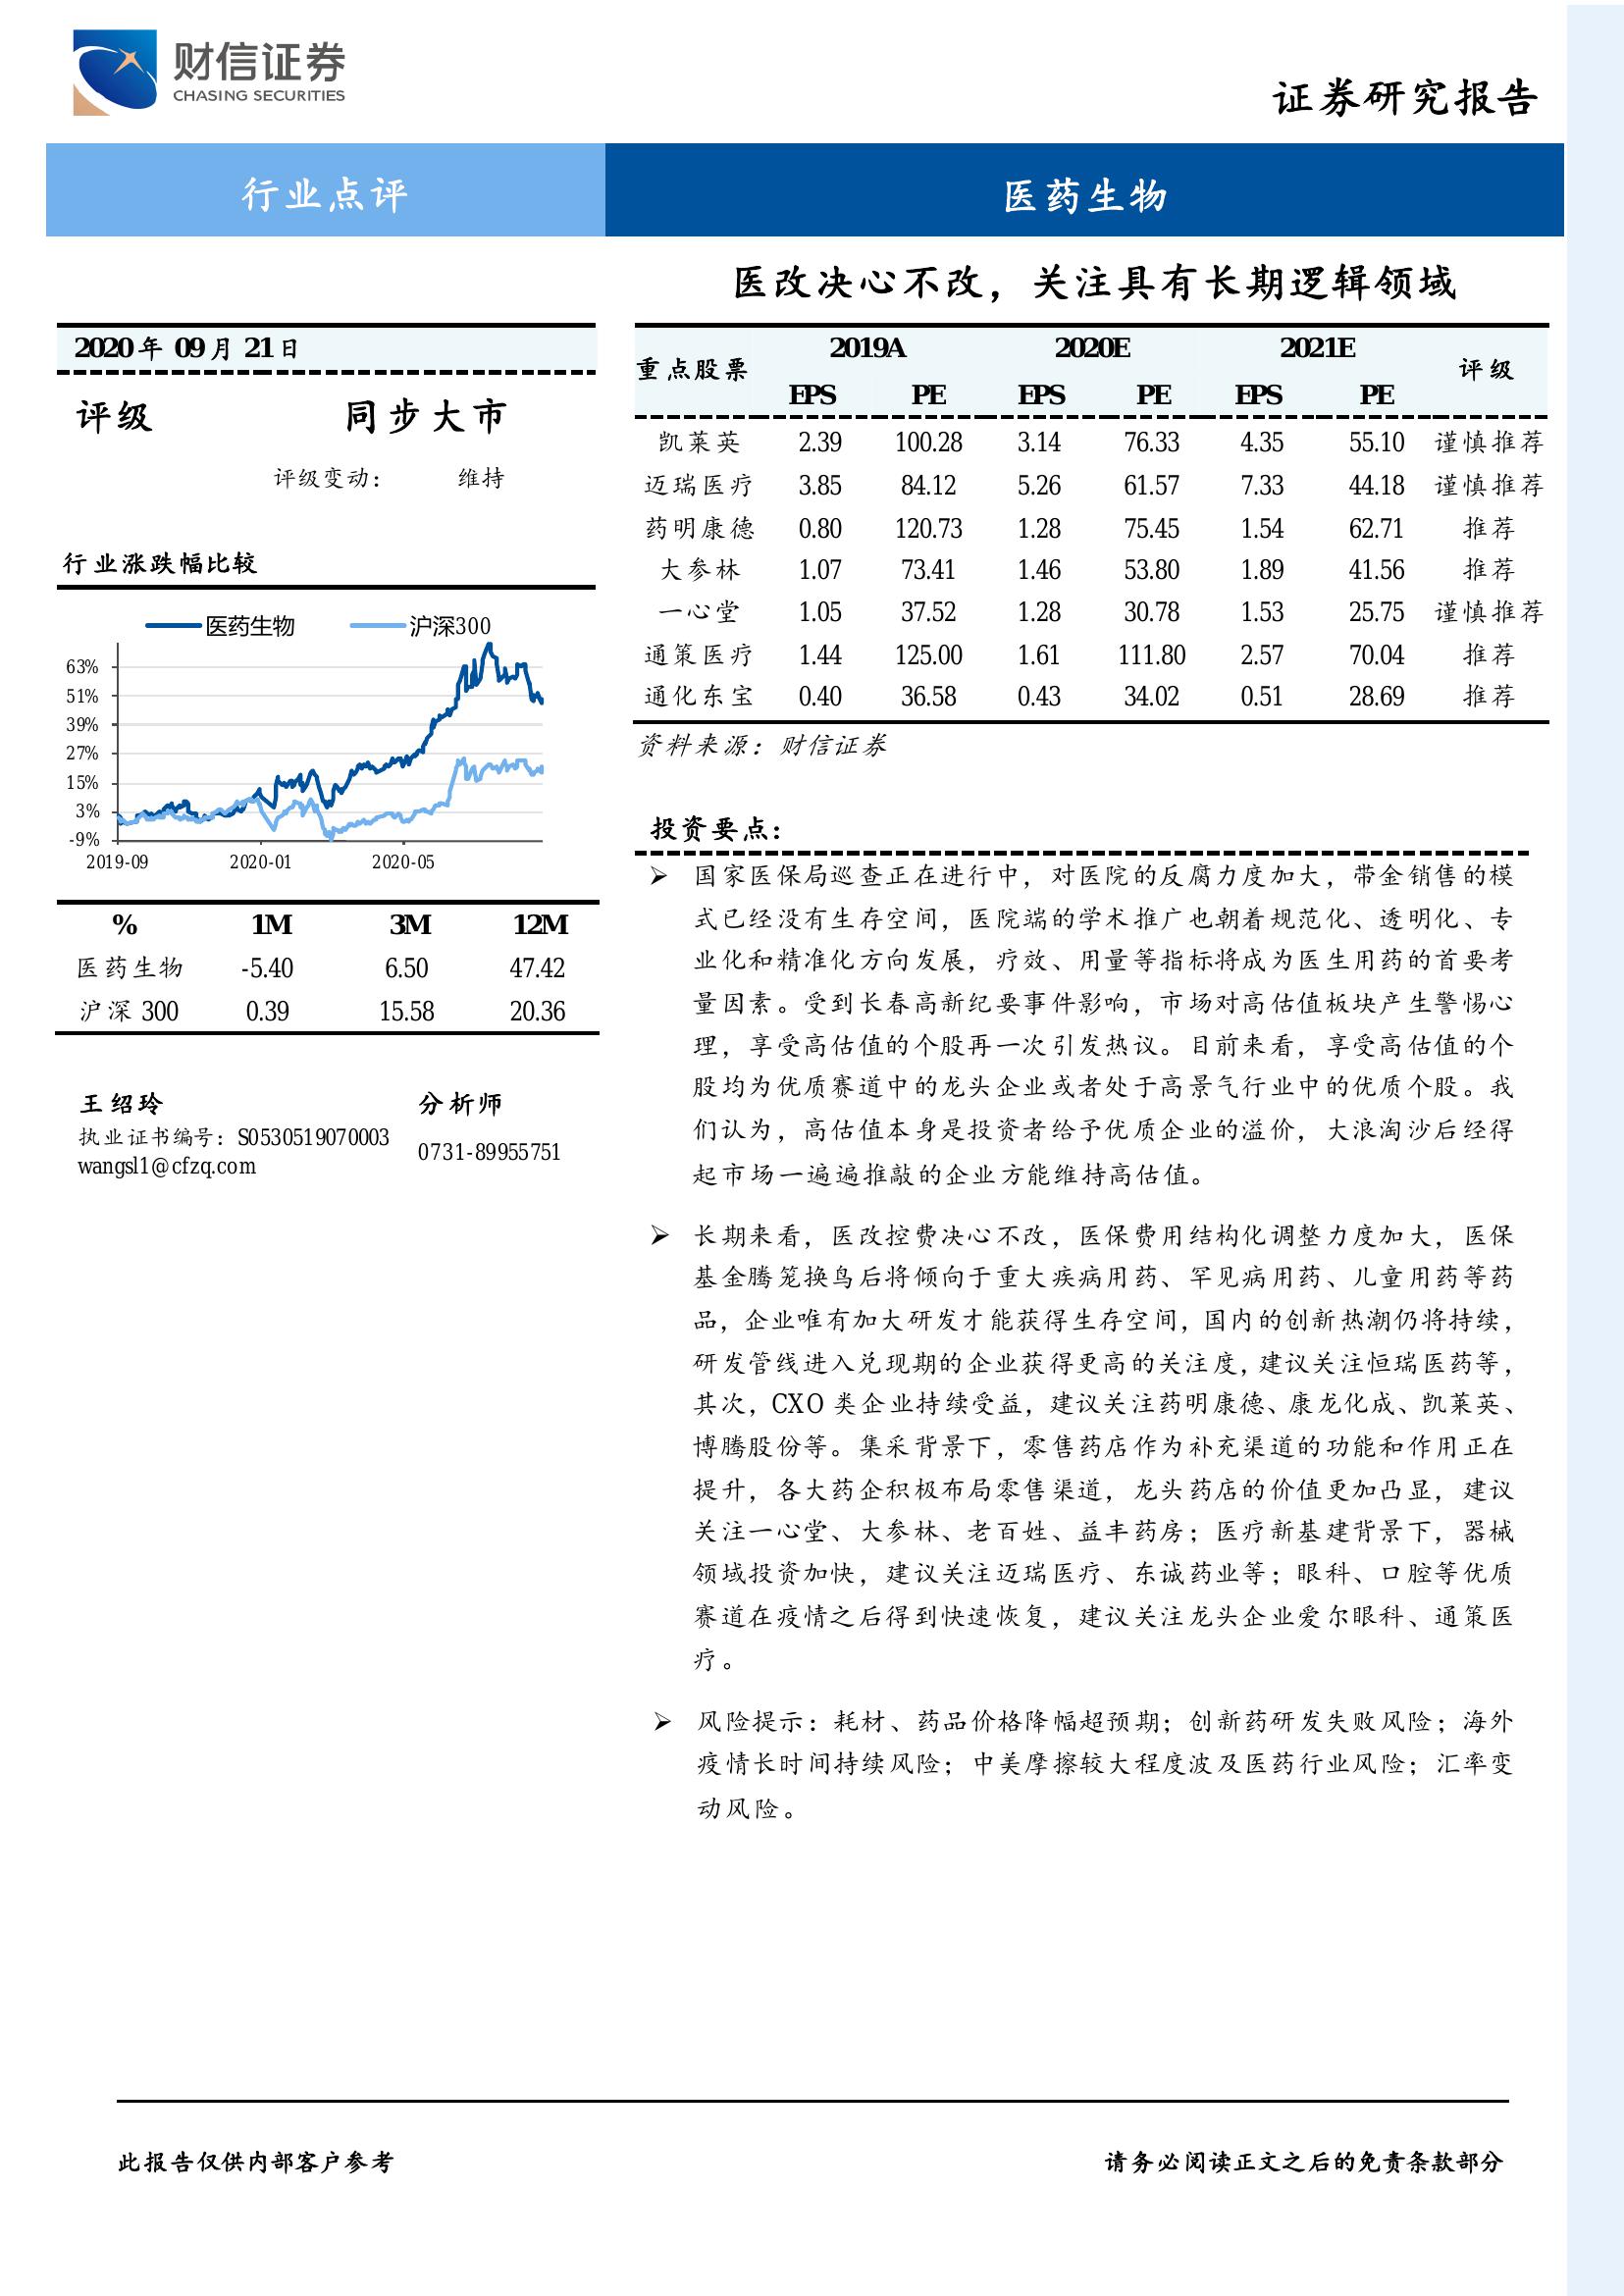 财信证券
CHASING SECURITIES
证券研究报告
行业点评
医药生物
医改决心不改，关注具有长期逻辑领域
2020年 09月 21日
评级 同步大市
评级变动： 维持
行业涨跌幅比较
医药生物 沪深300
63%
51%
39%
27%
15%
3%
-9%
2019-09 2020-01 2020-05
% 1M 3M 12M
医药生物 -5.40 6.50 47.42
沪深 300 0.39 15.58 20.36
王绍玲 分析师
执业证书编号：S0530519070003 0731-89955751
wangsl1@cfzq.com
重点股票 2019A 2020E 2021E 评级
EPS PE EPS PE EPS PE
凯莱英 2.39 100.28 3.14 76.33 4.35 55.10 谨慎推荐
迈瑞医疗 3.85 84.12 5.26 61.57 7.33 44.18 谨慎推荐
药明康德 0.80 120.73 1.28 75.45 1.54 62.71 推荐
大参林 1.07 73.41 1.46 53.80 1.89 41.56 推荐
一心堂 1.05 37.52 1.28 30.78 1.53 25.75 谨慎推荐
通策医疗 1.44 125.00 1.61 111.80 2.57 70.04 推荐
通化东宝 0.40 36.58 0.43 34.02 0.51 28.69 推荐
资料来源：财信证券
投资要点：
➢ 国家医保局巡查正在进行中，对医院的反腐力度加大，带金销售的模
式已经没有生存空间，医院端的学术推广也朝着规范化、透明化、专
业化和精准化方向发展，疗效、用量等指标将成为医生用药的首要考
量因素。受到长春高新纪要事件影响，市场对高估值板块产生警惕心
理，享受高估值的个股再一次引发热议。目前来看，享受高估值的个
股均为优质赛道中的龙头企业或者处于高景气行业中的优质个股。我
们认为，高估值本身是投资者给予优质企业的溢价，大浪淘沙后经得
起市场一遍遍推敲的企业方能维持高估值。
➢ 长期来看，医改控费决心不改，医保费用结构化调整力度加大，医保
基金腾笼换鸟后将倾向于重大疾病用药、罕见病用药、儿童用药等药
品，企业唯有加大研发才能获得生存空间，国内的创新热潮仍将持续，
研发管线进入兑现期的企业获得更高的关注度，建议关注恒瑞医药等，
其次，CXO 类企业持续受益，建议关注药明康德、康龙化成、凯莱英、
博腾股份等。集采背景下，零售药店作为补充渠道的功能和作用正在
提升，各大药企积极布局零售渠道，龙头药店的价值更加凸显，建议
关注一心堂、大参林、老百姓、益丰药房；医疗新基建背景下，器械
领域投资加快，建议关注迈瑞医疗、东诚药业等；眼科、口腔等优质
赛道在疫情之后得到快速恢复，建议关注龙头企业爱尔眼科、通策医
疗。
➢ 风险提示：耗材、药品价格降幅超预期；创新药研发失败风险；海外
疫情长时间持续风险；中美摩擦较大程度波及医药行业风险；汇率变
动风险。
此报告仅供内部客户参考
请务必阅读正文之后的免责条款部分